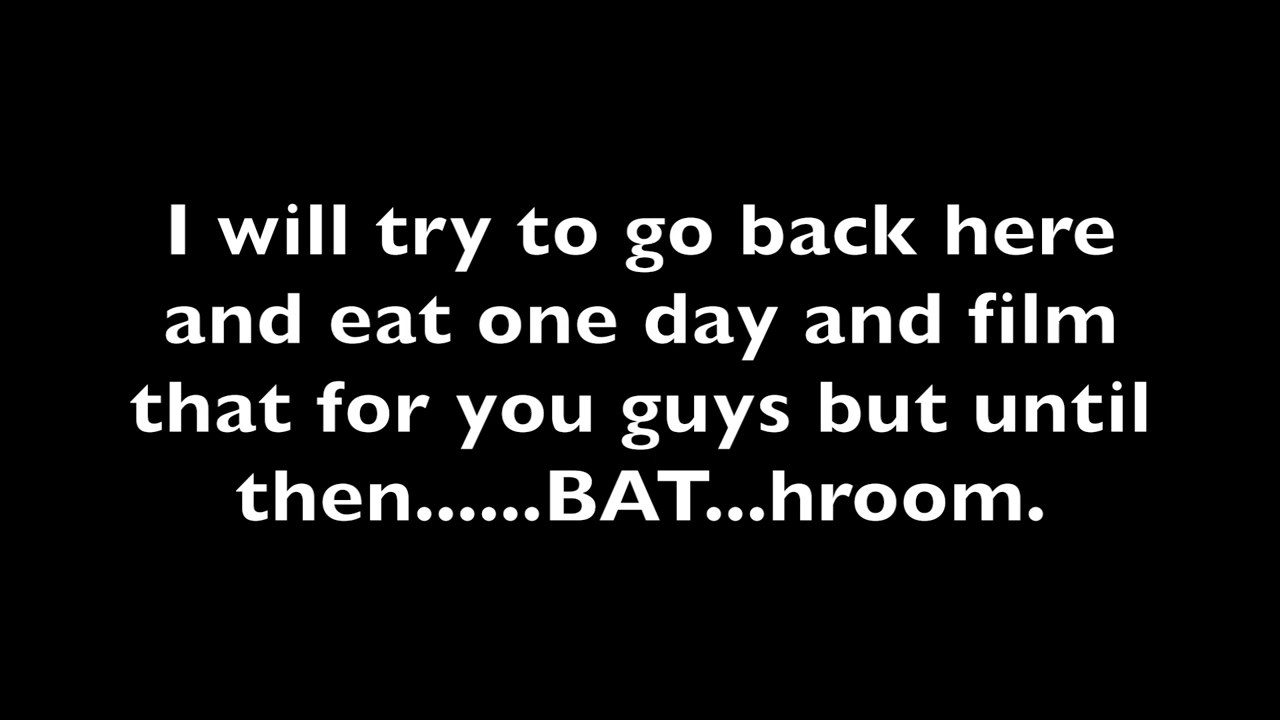 I will try to go back here
and eat one day and film
that for you guys but until
then......BAT...hroom.